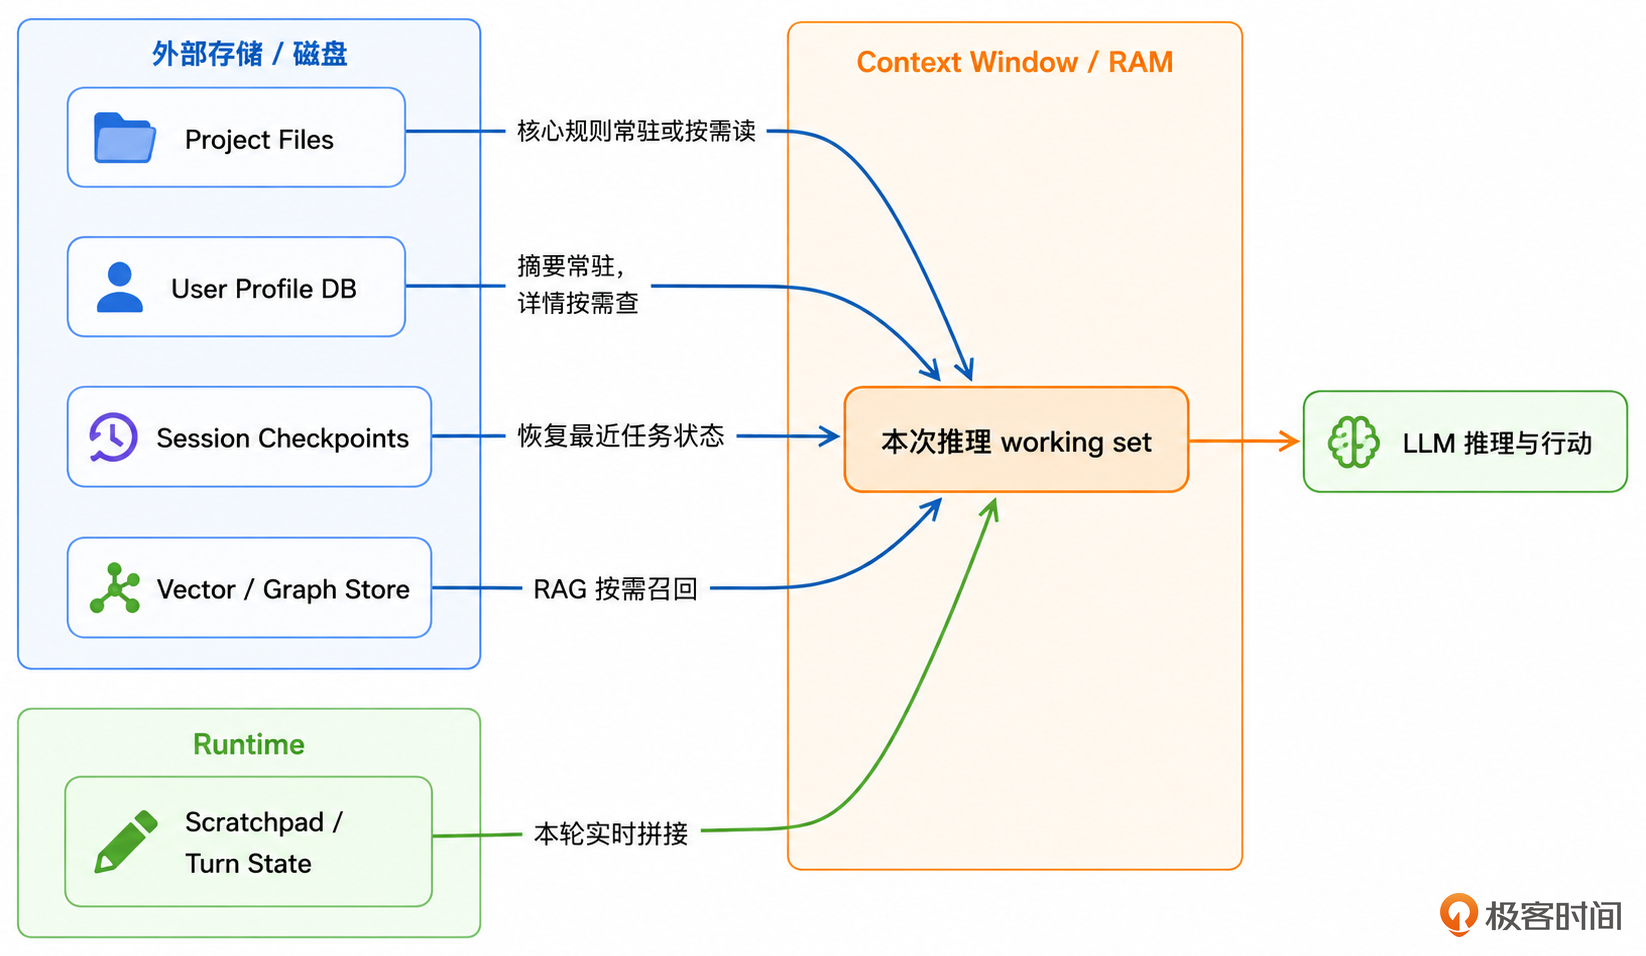 外部存储 / 磁盘
Project Files
核心规则常驻或按需读
User Profile DB
摘要常驻，
详情按需查
Session Checkpoints
恢复最近任务状态
Vector / Graph Store
RAG 按需召回
Runtime
Scratchpad /
Turn State
本轮实时拼接
Context Window / RAM
本次推理 working set
LLM 推理与行动
极客时间